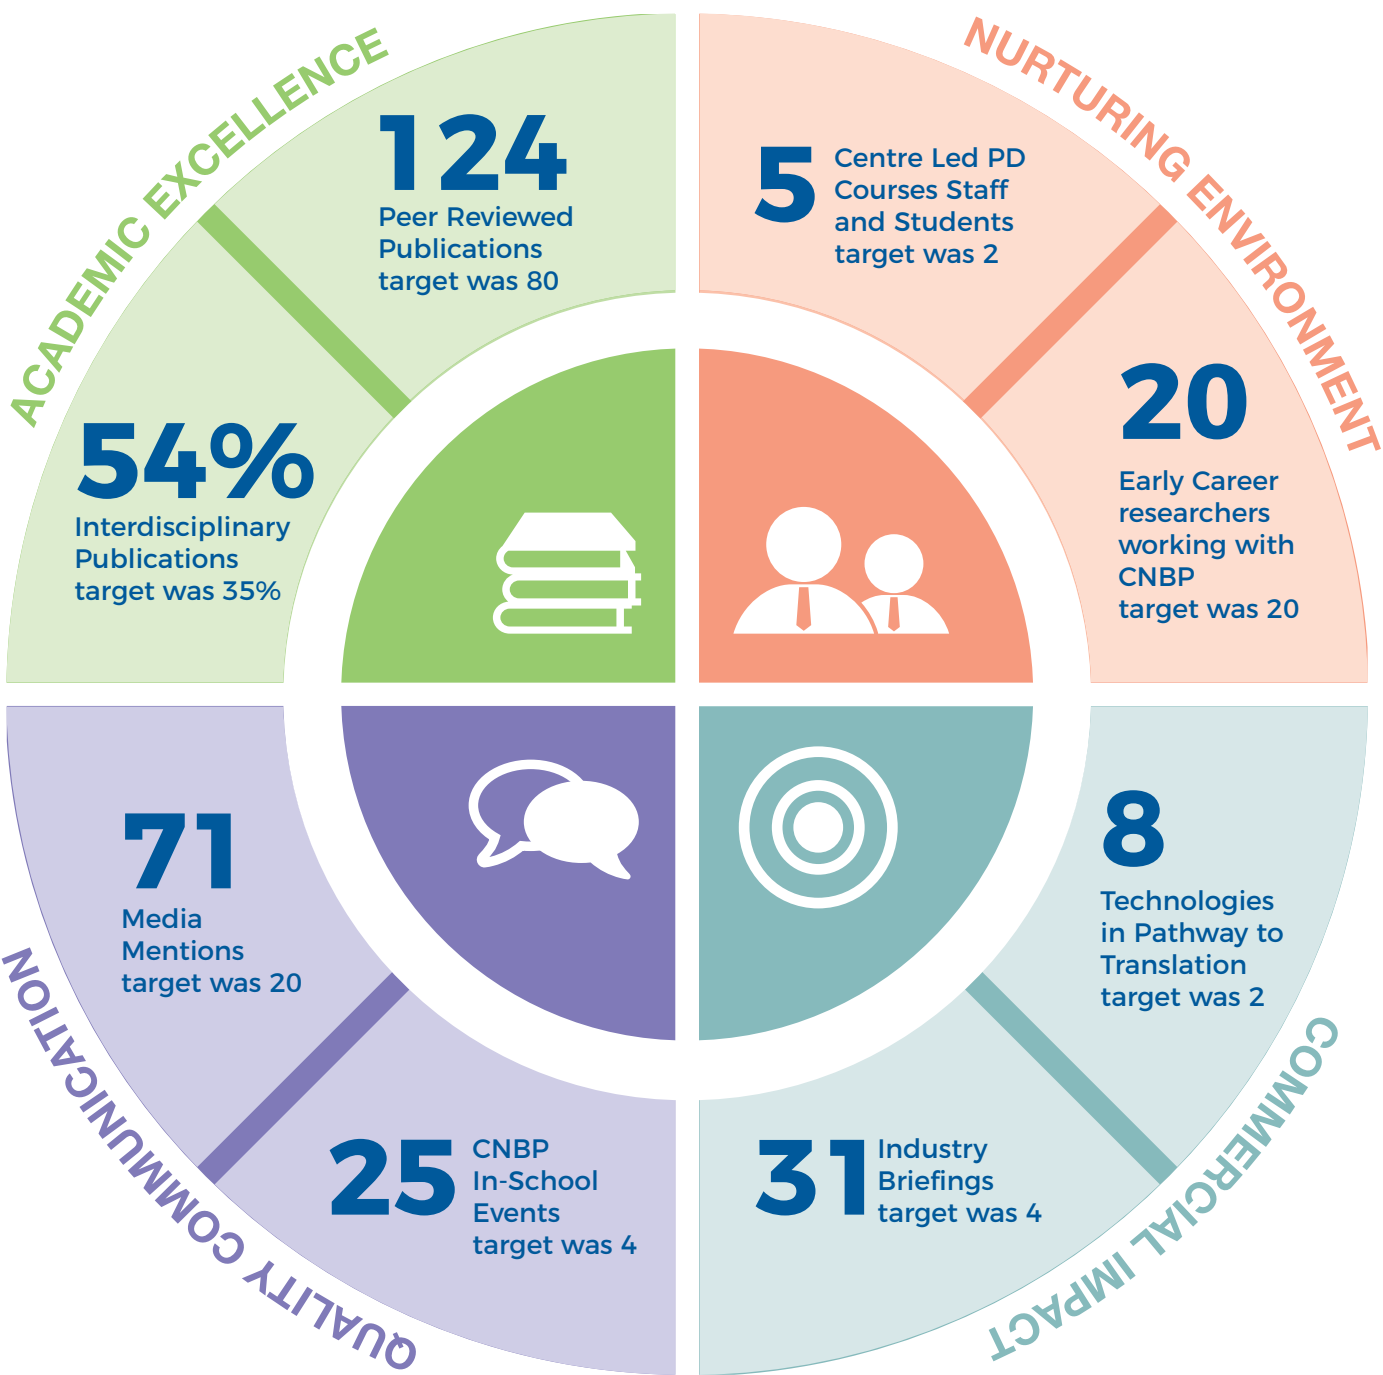 ACADEMIC EXCELLENCE
124
Peer Reviewed
Publications
target was 80
54%
Interdisciplinary
Publications
target was 35%
NURTURING ENVIRONMENT
5
Centre Led PD
Courses Staff
and Students
target was 2
20
Early Career
researchers
working with
CNBP
target was 20
71
Media
Mentions
target was 20
25
CNBP
In-School
Events
target was 4
QUALITY COMMUNICATION
8
Technologies
in Pathway to
Translation
target was 2
31
Industry
Briefings
target was 4
COMMERCIAL IMPACT